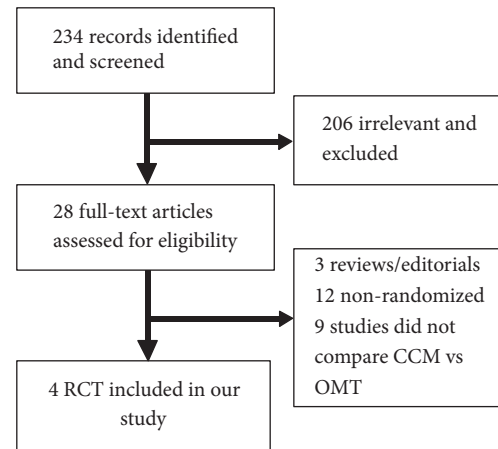 234 records identified
and screened
206 irrelevant and
excluded
28 full-text articles
assessed for eligibility
3 reviews/editorials
12 non-randomized
9 studies did not
compare CCM vs
OMT
4 RCT included in our
study